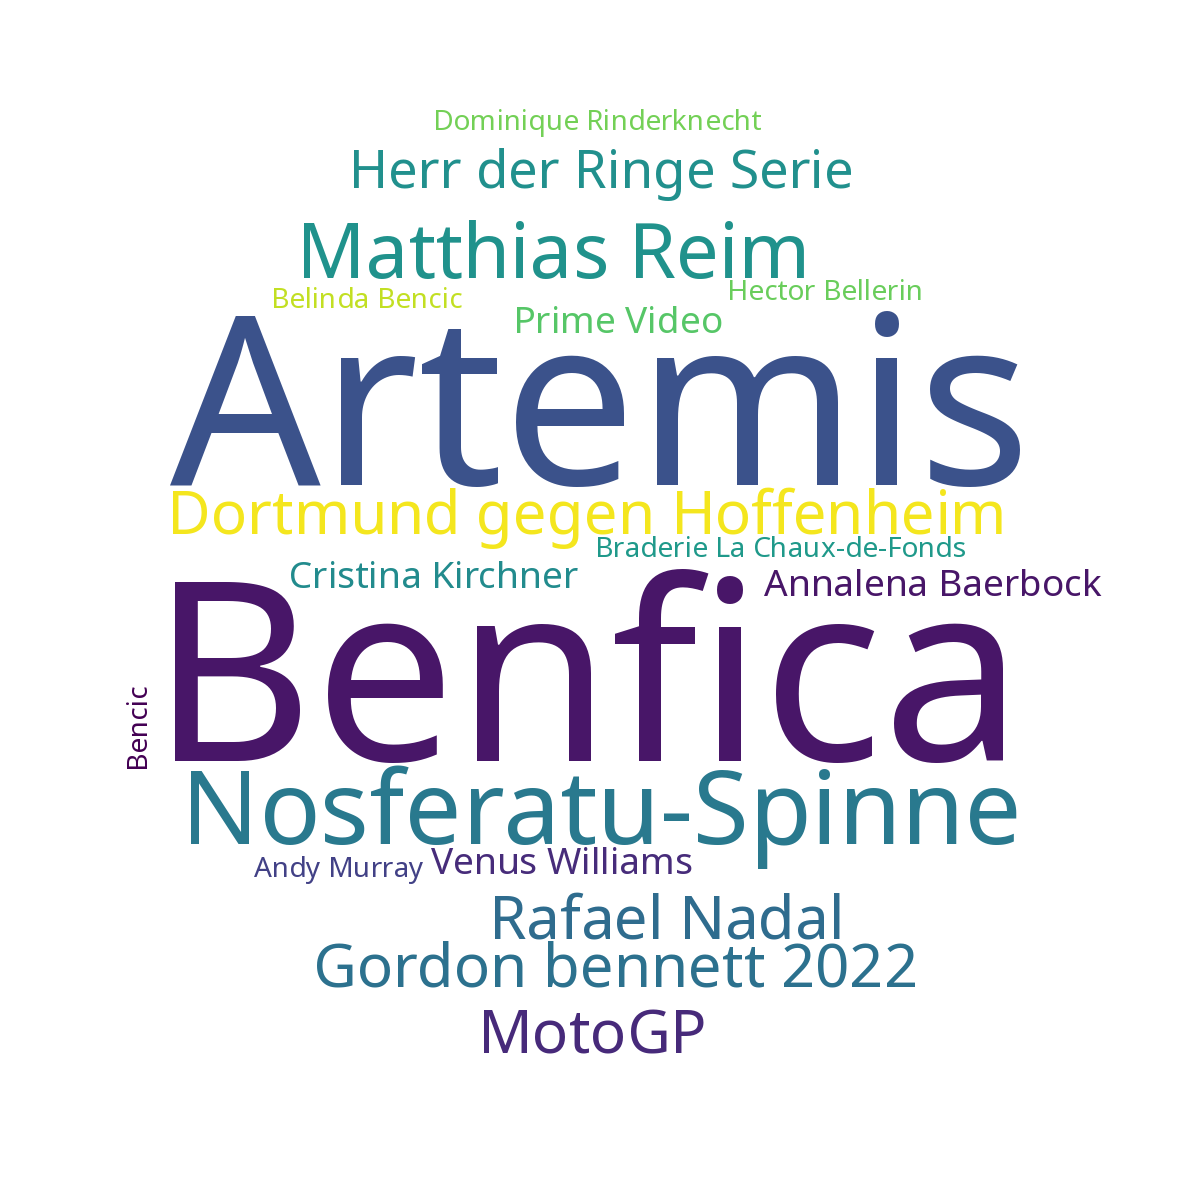 Dominique Rinderknecht
Herr der Ringe Serie
Matthias Reim
Hector Bellerin
Belinda Bencic
Prime Video
Artemis
Dortmund gegen Hoffenheim
Braderie La Chaux-de-Fonds
Cristina Kirchner
Annalena Baerbock
Benfica
Bencic
Nosferatu-Spinne
Venus Williams
Andy Murray
Rafael Nadal
Gordon bennett 2022
MotoGP